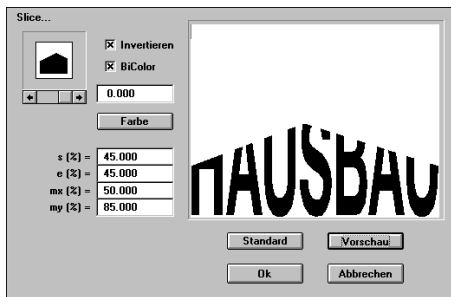 Slice...
Invertieren
BiColor
0.000
Farbe
s (%) = 45.000
e (%) = 45.000
mx (%) = 50.000
my (%) = 85.000
HAUSBAU
Standard Vorschau
Ok Abbrechen